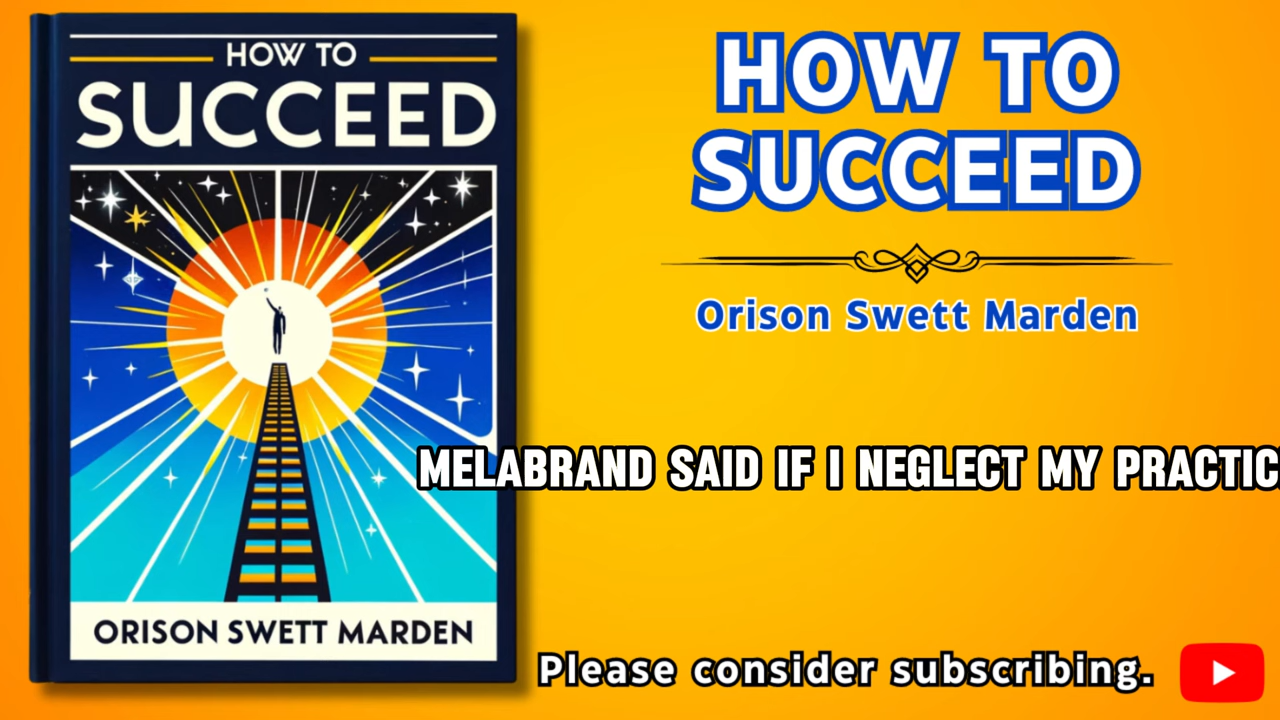 HOW TO
SUCCEED
ORISON SWETT MARDEN
HOW TO
SUCCEED
Orison Swett Marden
MELABRAND SAID IF I NEGLECT MY PRACTIC
Please consider subscribing.